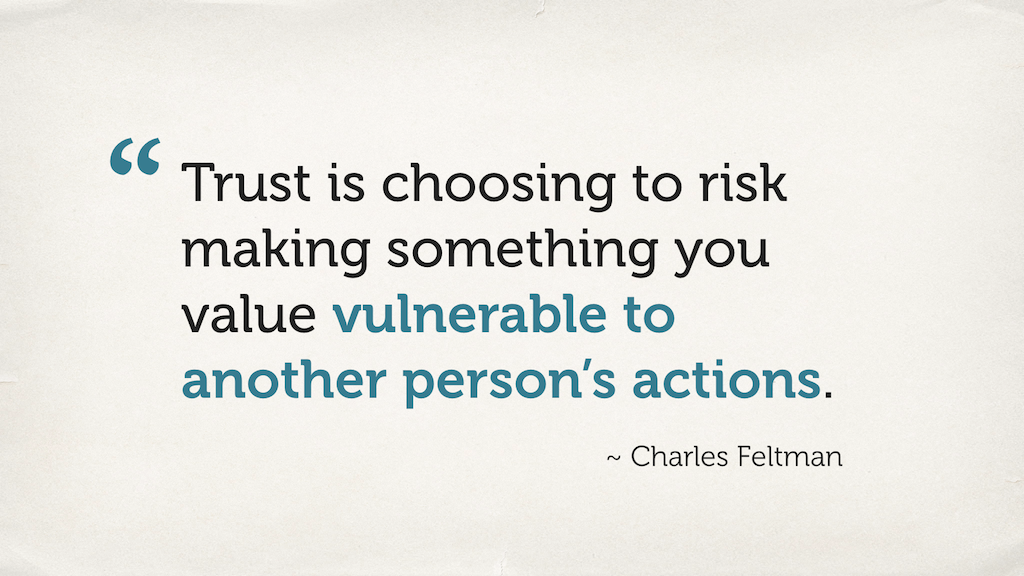 “Trust is choosing to risk
making something you
value vulnerable to
another person’s actions.
~ Charles Feltman